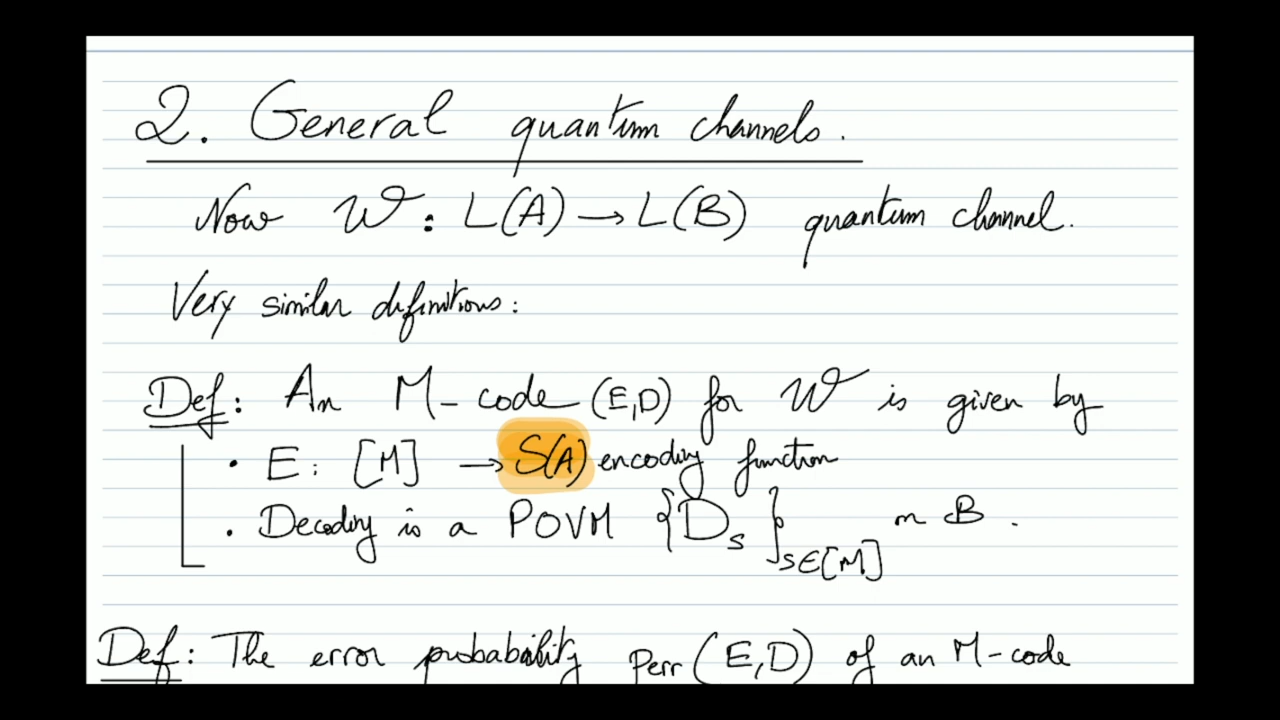 2. General quantum channels.
Now W : L(A) → L(B) quantum channel.
Very similar definitions:
Def: An M-code (E,D) for W is given by
• E: [M] → S(A) encoding function
• Decoding is a POVM {D_s}_{s∈[M]} on B.
Def: The error probability Perr(E,D) of an M-code